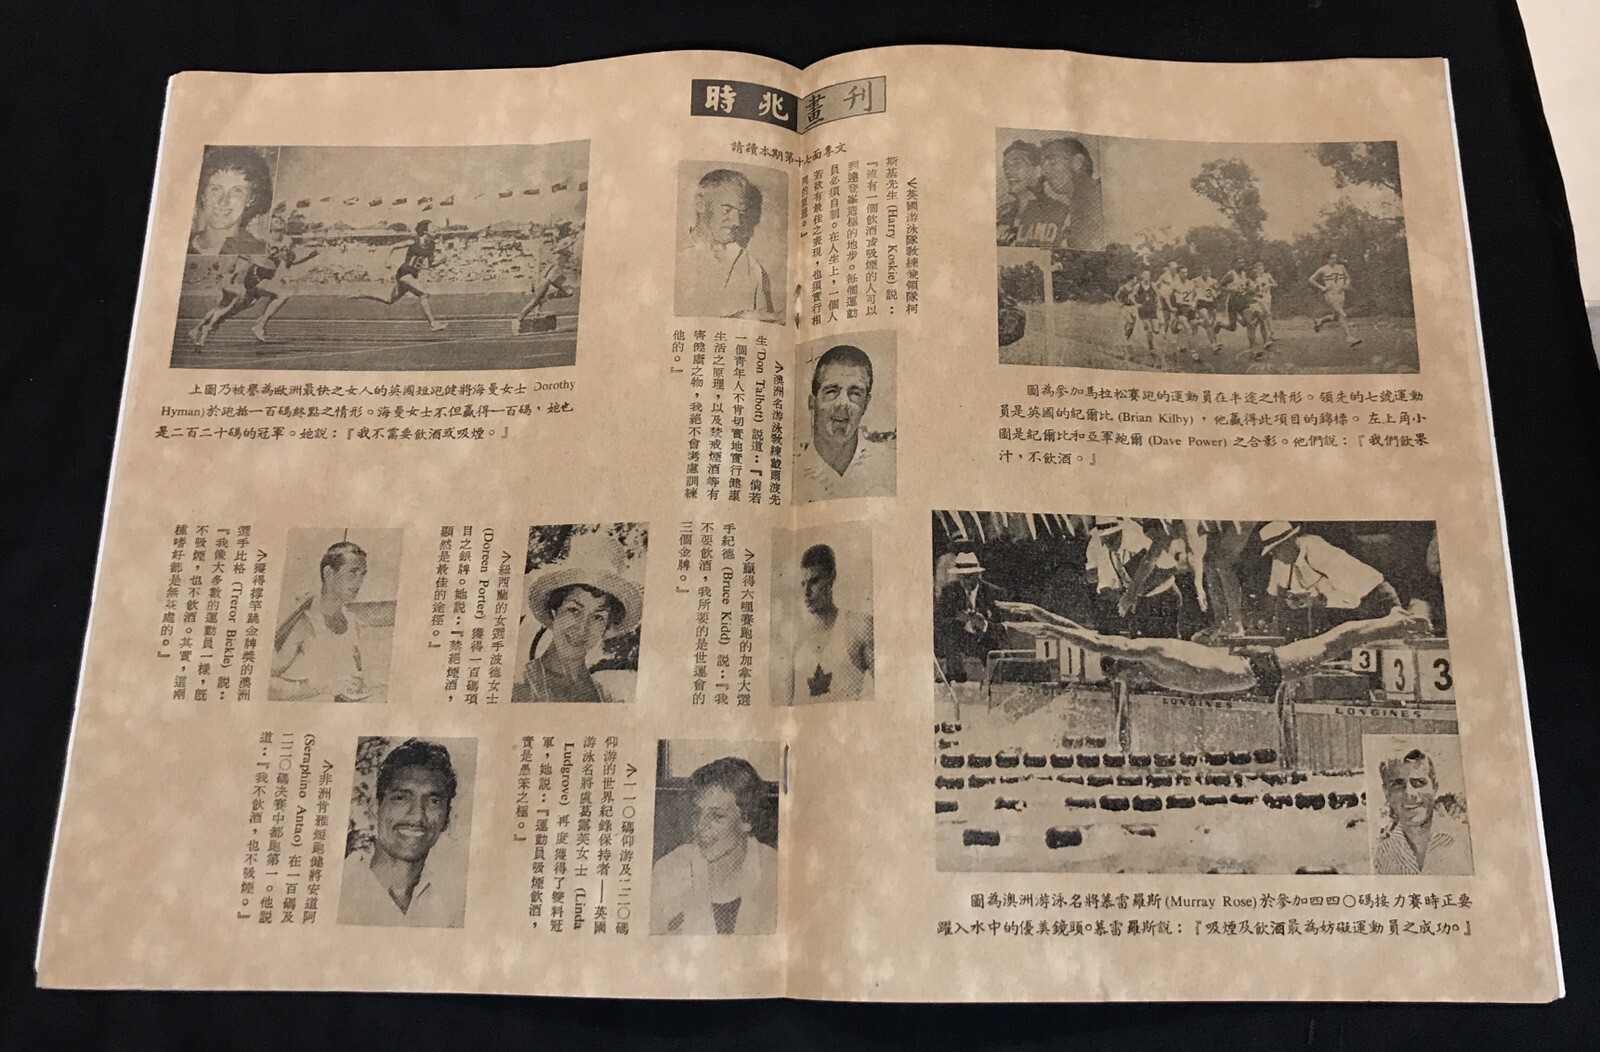 時兆畫刊
請讀本期第十七面專文
上圖乃被譽為歐洲最快之女人的英國短跑健將海曼女士 Dorothy
Hyman)於跑抵一百碼終點之情形。海曼女士不但贏得一百碼，她也
是二百二十碼的冠軍。她說：『我不需要飲酒或吸煙。』
英國游泳隊教練兼領隊柯
斯基先生 (Harry Koskie) 說：
『沒有一個飲酒或吸煙的人可以
到達登峯造極的地步。每個運動
員必須自制。在人生上，一個人
若欲有最佳之表現，也須實行相
同的原理。』
澳洲名游泳教練戴爾波先
生(Don Talbott) 說道：『倘若
一個青年人不肯切實地實行健康
生活之原理，以及禁戒煙酒等有
害健康之物，我絕不會考慮訓練
他的。』
圖為參加馬拉松賽跑的運動員在半途之情形。領先的七號運動
員是英國的紀爾比 (Brian Kilby)，他贏得此項目的錦標。左上角小
圖是紀爾比和亞軍鮑爾 (Dave Power) 之合影。他們說：『我們飲果
汁，不飲酒。』
贏得六哩賽跑的加拿大選
手紀德 (Bruce Kidd) 說：『我
不要飲酒，我所要的是世運會的
三個金牌。』
紐西蘭的女選手波德女士
(Doreen Porter) 獲得一百碼項
目之銀牌。她說：『禁絕煙酒，
顯然是最佳的途徑。』
獲得撐竿跳金牌獎的澳洲
選手比格 (Treror Bickle) 說：
『我像大多數的運動員一樣，旣
不吸煙，也不飲酒。其實，這兩
種嗜好都是無益處的。』
一一〇碼仰游及二二〇碼
仰游的世界紀錄保持者——英國
游泳名將盧葛露芙女士 (Linda
Ludgrove) 再度獲得了雙料冠
軍，她說：『運動員吸煙飲酒，
實是愚笨之極。』
非洲肯雅短跑健將安道阿
(Seraphino Antao) 在一百碼及
二二〇碼決賽中都跑第一。他說
道：『我不飲酒，也不吸煙。』
LAND
3
3
3
LONGINES
LONGINES
圖為澳洲游泳名將慕雷羅斯 (Murray Rose) 於參加四四〇碼接力賽時正要
躍入水中的優美鏡頭。慕雷羅斯說：『吸煙及飲酒最為妨礙運動員之成功。』